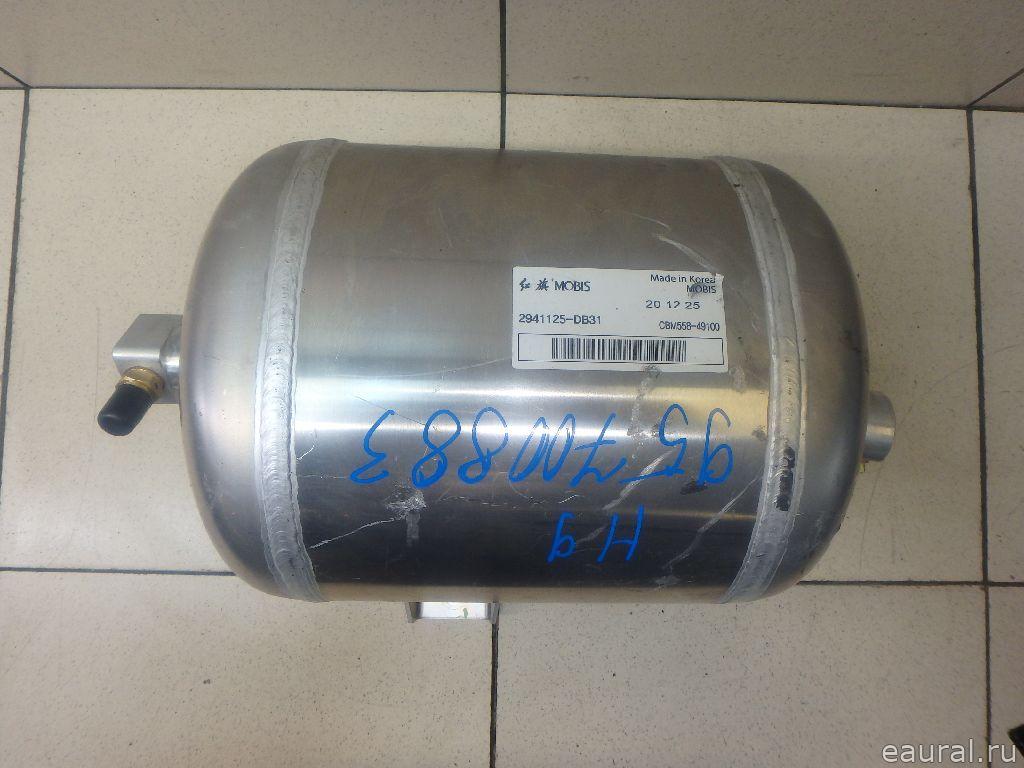 红旗 MOBIS
Made in Korea
MOBIS
20 12 25
2941125-DB31
CBM558-49100
95700883
H9
eaural.ru